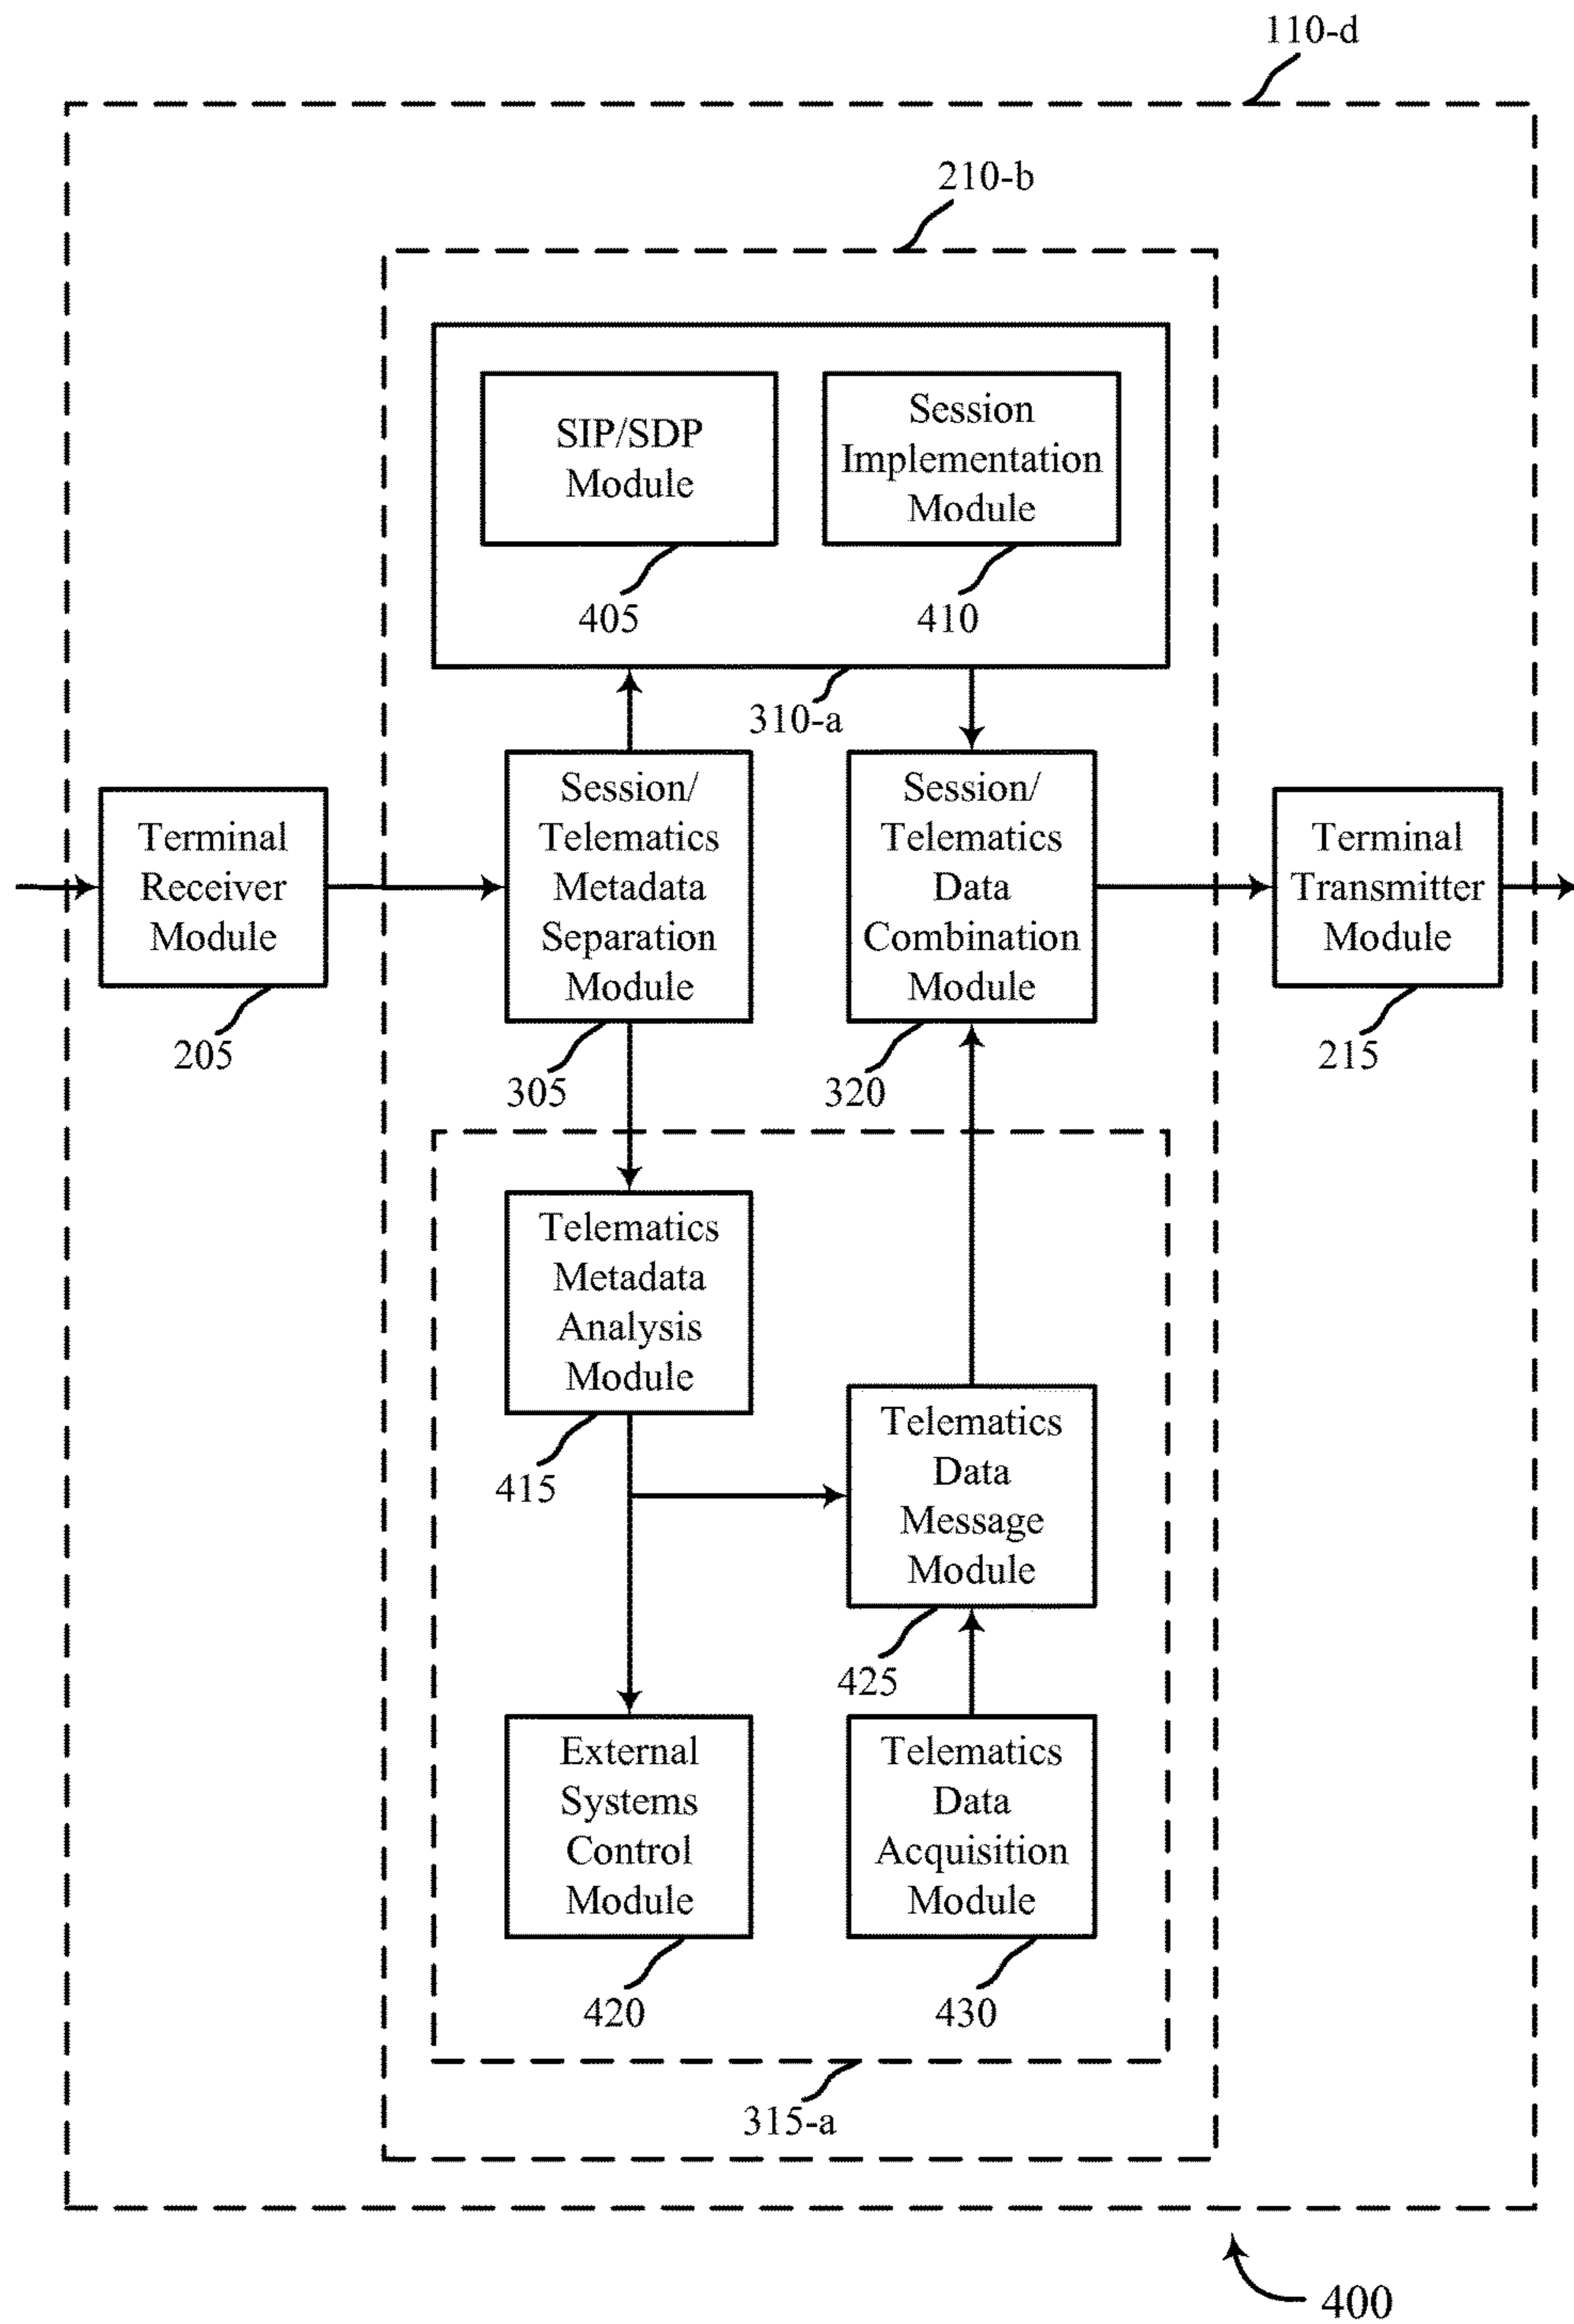 110-d
210-b
SIP/SDP
Module
405
Session
Implementation
Module
410
310-a
Terminal
Receiver
Module
205
Session/
Telematics
Metadata
Separation
Module
305
Session/
Telematics
Data
Combination
Module
320
Terminal
Transmitter
Module
215
Telematics
Metadata
Analysis
Module
415
Telematics
Data
Message
Module
425
External
Systems
Control
Module
420
Telematics
Data
Acquisition
Module
430
315-a
400